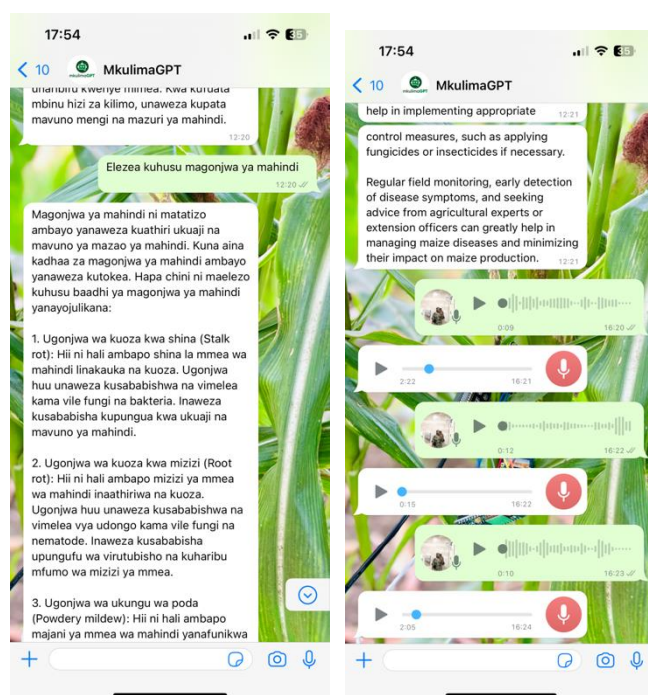 17:54
35
10
MkulimaGPT
mbinu hizi za kilimo, unaweza kupata
mavuno mengi na mazuri ya mahindi.
12:20
Elezea kuhusu magonjwa ya mahindi
12:20
Magonjwa ya mahindi ni matatizo
ambayo yanaweza kuathiri ukuaji na
mavuno ya mazao ya mahindi. Kuna aina
kadhaa za magonjwa ya mahindi ambayo
yanaweza kutokea. Hapa chini ni maelezo
kuhusu baadhi ya magonjwa ya mahindi
yanayojulikana:
1. Ugonjwa wa kuoza kwa shina (Stalk
rot): Hii ni hali ambapo shina la mmea wa
mahindi linakauka na kuoza. Ugonjwa
huu unaweza kusababishwa na vimelea
kama vile fungi na bakteria. Inaweza
kusababisha kupungua kwa ukuaji na
mavuno ya mahindi.
2. Ugonjwa wa kuoza kwa mizizi (Root
rot): Hii ni hali ambapo mizizi ya mmea
wa mahindi inaathiriwa na kuoza.
Ugonjwa huu unaweza kusababishwa na
vimelea vya udongo kama vile fungi na
nematode. Inaweza kusababisha
upungufu wa virutubisho na kuharibu
mfumo wa mizizi ya mmea.
3. Ugonjwa wa ukungu wa poda
(Powdery mildew): Hii ni hali ambapo
majani ya mmea wa mahindi yanafunikwa
17:54
35
10
MkulimaGPT
help in implementing appropriate
12:21
control measures, such as applying
fungicides or insecticides if necessary.
Regular field monitoring, early detection
of disease symptoms, and seeking
advice from agricultural experts or
extension officers can greatly help in
managing maize diseases and minimizing
their impact on maize production.
12:21
0:09 16:20
2:22 16:21
0:12 16:22
0:15 16:22
0:10 16:23
2:05 16:24